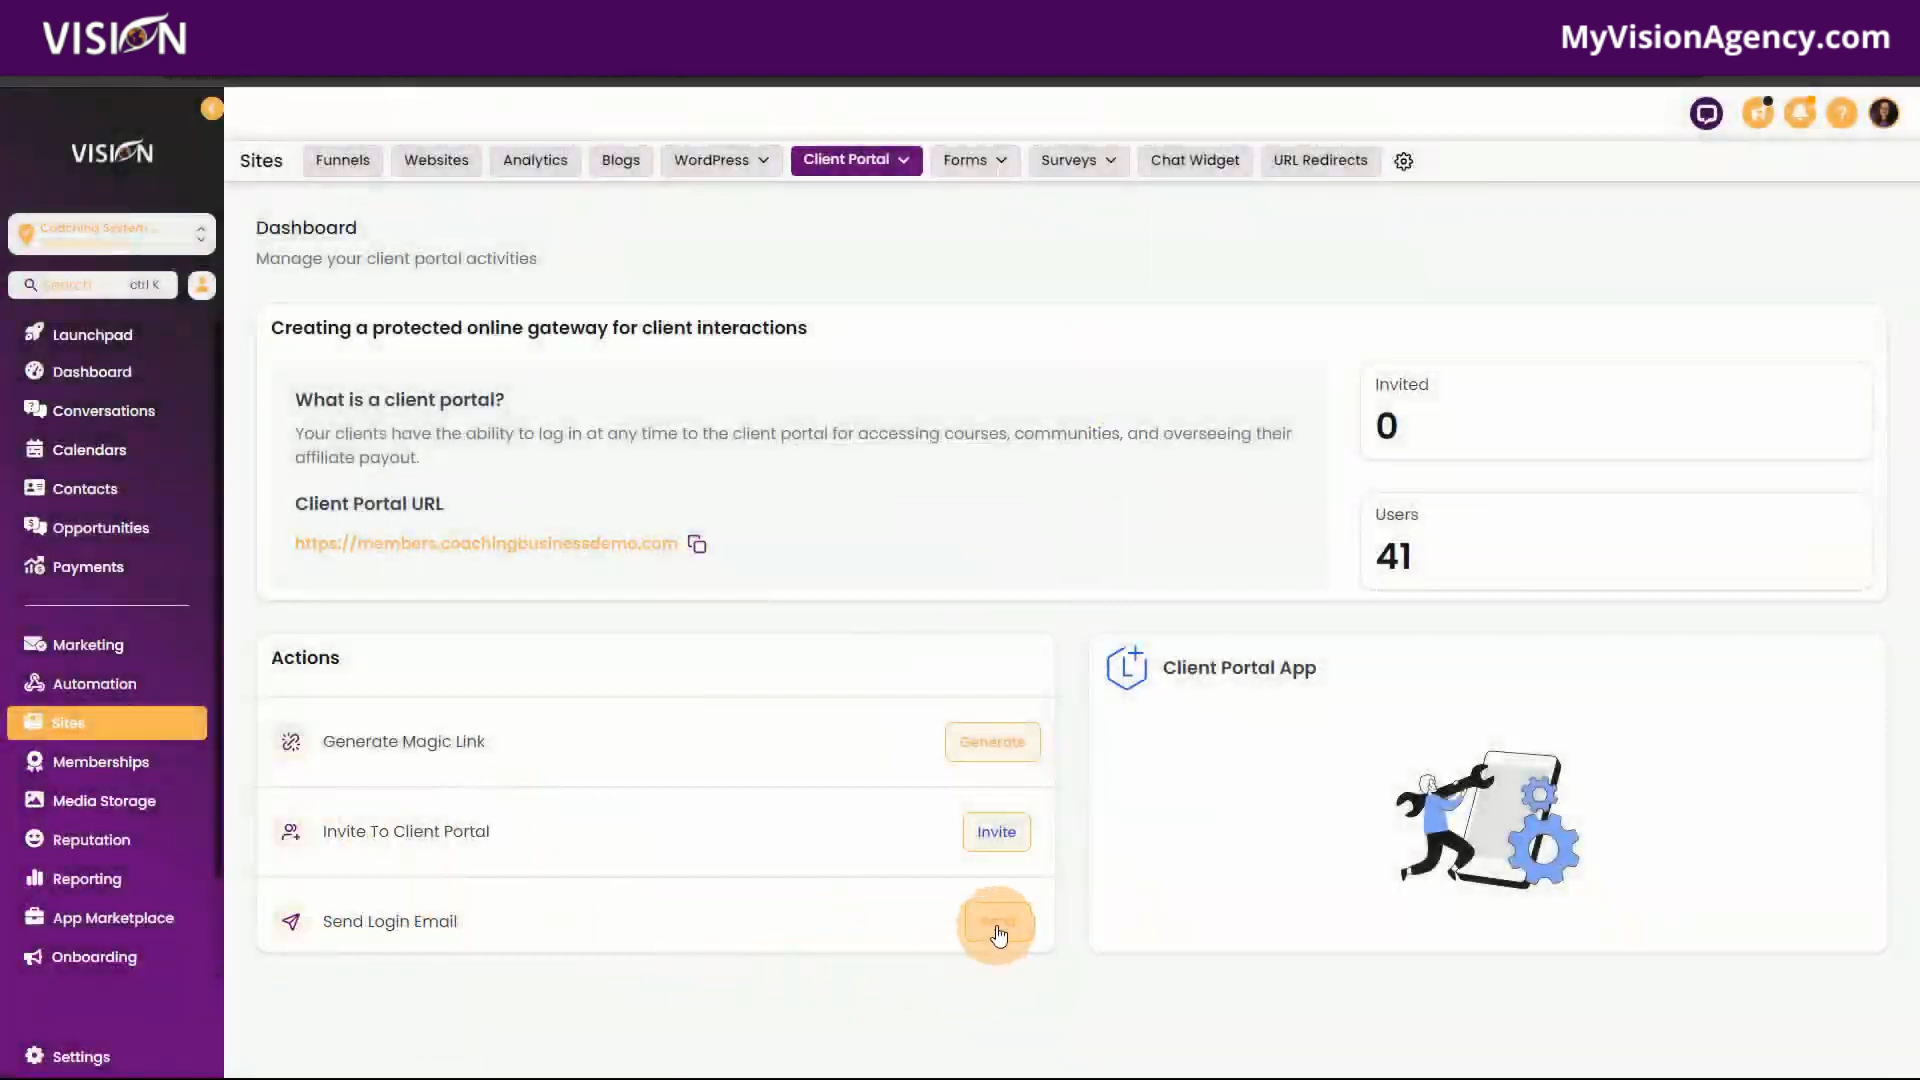 VISION
MyVisionAgency.com
VISION
Coaching System ...
Search
ctrl K
Launchpad
Dashboard
Conversations
Calendars
Contacts
Opportunities
Payments
Marketing
Automation
Sites
Memberships
Media Storage
Reputation
Reporting
App Marketplace
Onboarding
Settings
Sites
Funnels
Websites
Analytics
Blogs
WordPress
Client Portal
Forms
Surveys
Chat Widget
URL Redirects
Dashboard
Manage your client portal activities
Creating a protected online gateway for client interactions
What is a client portal?
Your clients have the ability to log in at any time to the client portal for accessing courses, communities, and overseeing their
affiliate payout.
Client Portal URL
https://members.coachingbusinessdemo.com
Invited
0
Users
41
Actions
Generate Magic Link
Generate
Invite To Client Portal
Invite
Send Login Email
Client Portal App